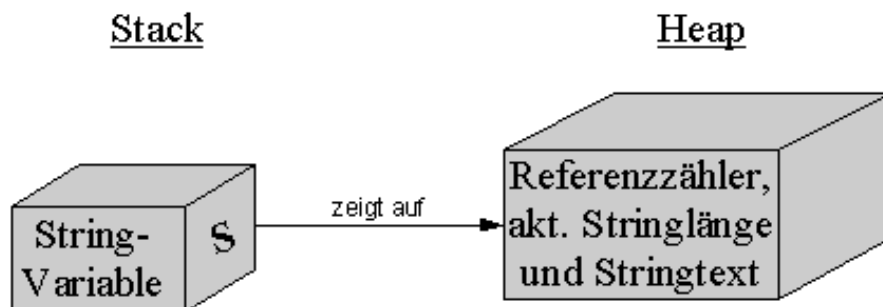 Stack
Heap
String-
Variable
S
zeigt auf
Referenzzähler,
akt. Stringlänge
und Stringtext